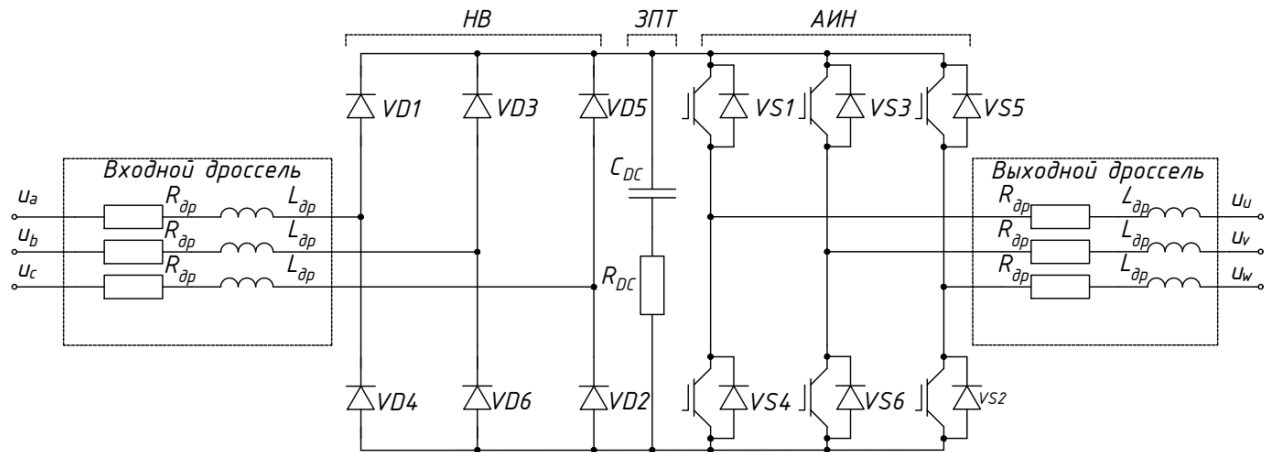 НВ ЗПТ АИН
VD1 VD3 VD5 VS1 VS3 VS5
Входной дроссель C_DC Выходной дроссель
u_a R_др L_др R_др L_др u_u
u_b R_др L_др R_др L_др u_v
u_c R_др L_др R_DC R_др L_др u_w
VD4 VD6 VD2 VS4 VS6 VS2